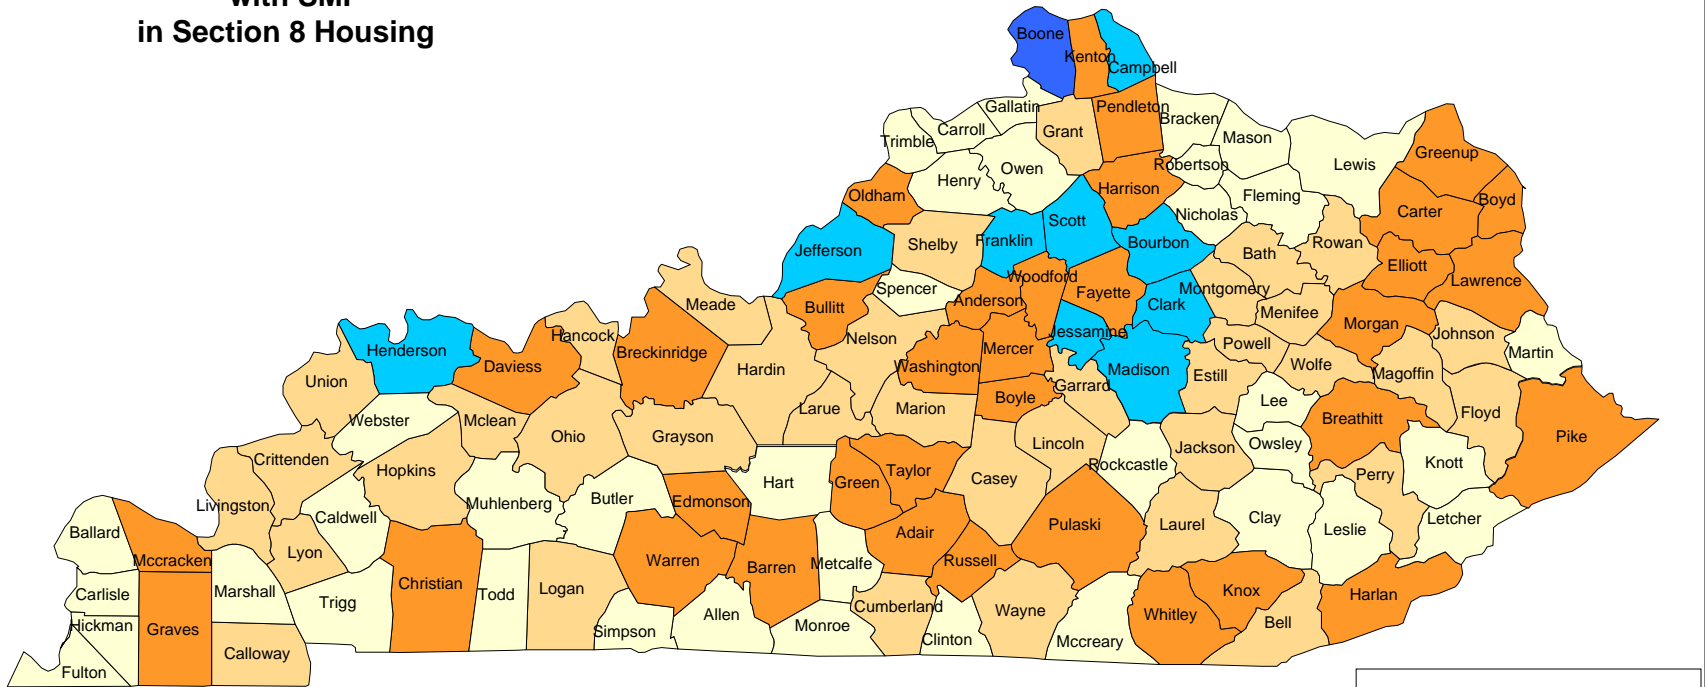 in Section 8 Housing
Boone
Kenton
Campbell
Gallatin
Pendleton
Carroll
Grant
Bracken
Trimble
Mason
Owen
Robertson
Lewis
Greenup
Henry
Oldham
Harrison
Fleming
Boyd
Carter
Nicholas
Scott
Franklin
Shelby
Bourbon
Rowan
Jefferson
Bath
Elliott
Woodford
Lawrence
Spencer
Fayette
Montgomery
Anderson
Meade
Bullitt
Clark
Menifee
Morgan
Jessamine
Johnson
Hancock
Nelson
Henderson
Breckinridge
Mercer
Powell
Martin
Daviess
Washington
Hardin
Madison
Wolfe
Estill
Magoffin
Union
Garrard
Boyle
Lee
Larue
Marion
Breathitt
Floyd
Webster
Mclean
Ohio
Grayson
Lincoln
Jackson
Owsley
Pike
Crittenden
Hopkins
Taylor
Rockcastle
Knott
Perry
Livingston
Muhlenberg
Butler
Edmonson
Hart
Green
Casey
Caldwell
Clay
Letcher
Pulaski
Laurel
Leslie
Ballard
Lyon
Adair
Mccracken
Warren
Barren
Metcalfe
Russell
Carlisle
Marshall
Christian
Logan
Todd
Trigg
Knox
Harlan
Hickman
Graves
Simpson
Allen
Monroe
Cumberland
Wayne
Whitley
Bell
Clinton
Mccreary
Calloway
Fulton